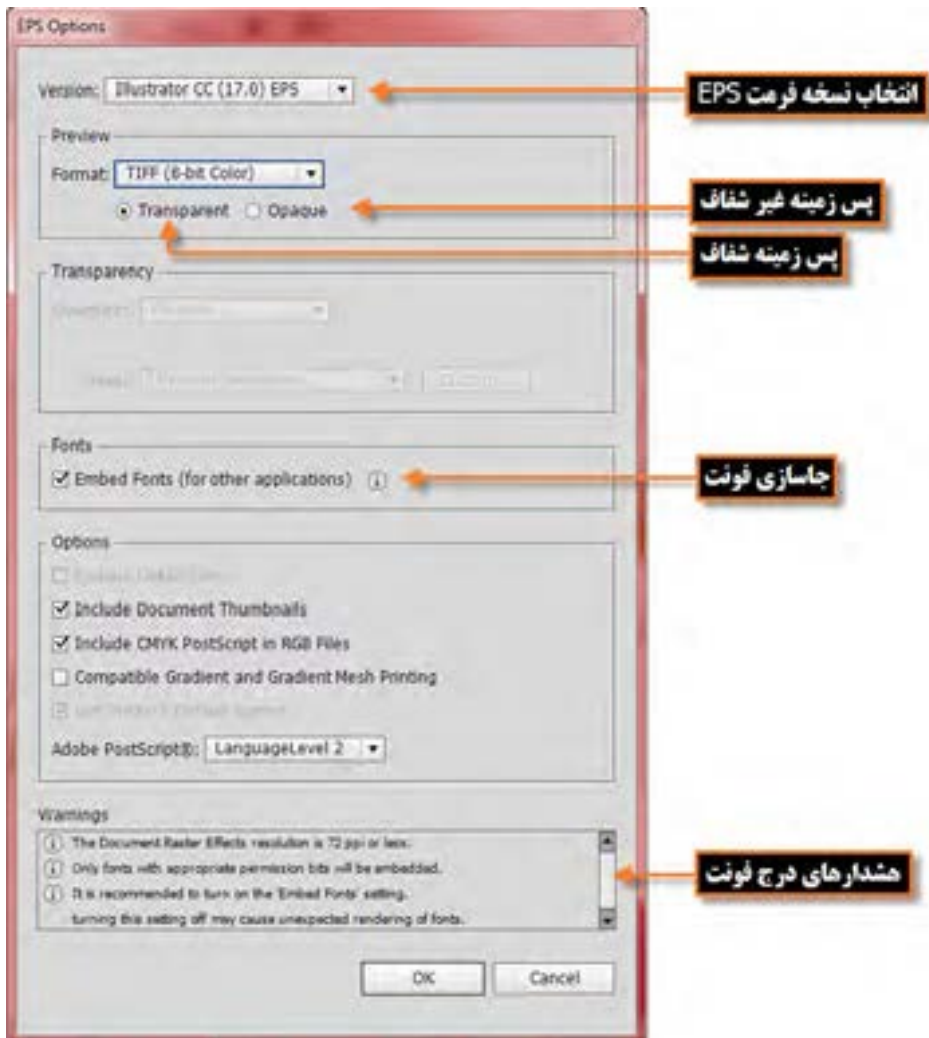 EPS Options
Version: Illustrator CC (17.0) EPS
انتخاب نسخه فرمت EPS
Preview
Format: TIFF (8-bit Color)
Transparent Opaque
پس زمینه غیر شفاف
پس زمینه شفاف
Transparency
Fonts
Embed Fonts (for other applications)
جاسازی فونت
Options
Include Document Thumbnails
Include CMYK PostScript in RGB Files
Compatible Gradient and Gradient Mesh Printing
Adobe PostScript®: LanguageLevel 2
Warnings
The Document Raster Effects resolution is 72 ppi or less.
Only fonts with appropriate permission bits will be embedded.
It is recommended to turn on the 'Embed Fonts' setting.
turning this setting off may cause unexpected rendering of fonts.
هشدارهای درج فونت
OK Cancel